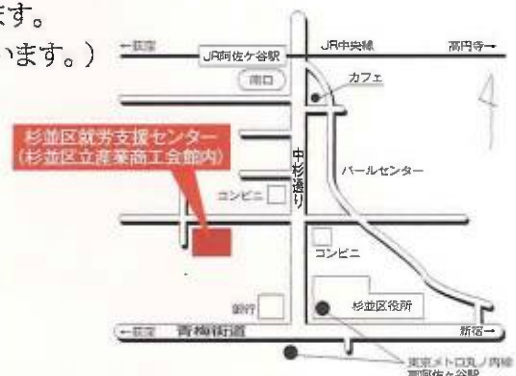 ます。
います。)
←荻窪
JR阿佐ケ谷駅
JR中央線
高円寺→
南口
カフェ
杉並区就労支援センター
(杉並区立産業商工会館内)
中杉通り
パールセンター
コンビニ
コンビニ
銀行
杉並区役所
←荻窪
青梅街道
新宿→
東京メトロ丸ノ内線
南阿佐ケ谷駅